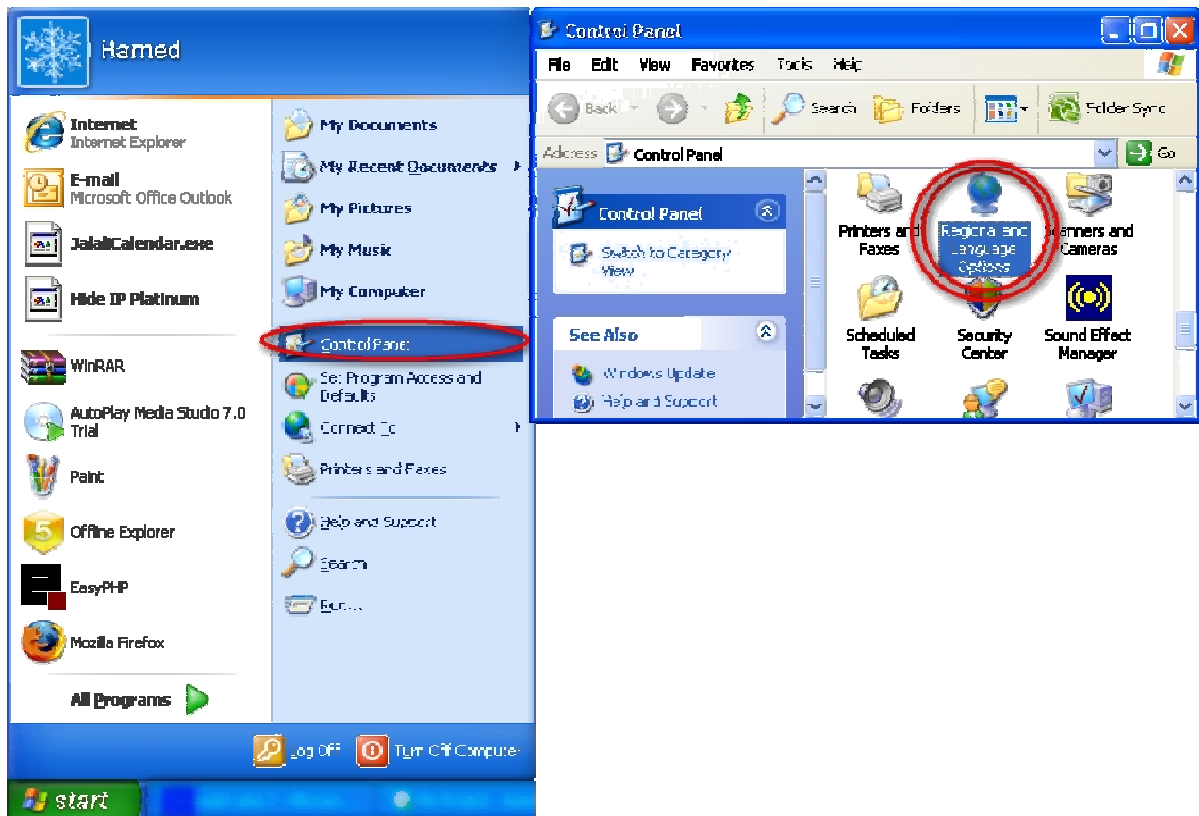 Hamed
Internet
Internet Explorer
E-mail
Microsoft Office Outlook
JalaliCalendar.exe
Hide IP Platinum
WinRAR
AutoPlay Media Studio 7.0
Trial
Paint
Offline Explorer
EasyPHP
Mozilla Firefox
All Programs
My Documents
My Recent Documents
My Pictures
My Music
My Computer
Control Panel
Set Program Access and
Defaults
Connect To
Printers and Faxes
Help and Support
Search
Run...
Log Off
Turn Off Computer
start
Control Panel
File Edit View Favorites Tools Help
Back Search Folders Folder Sync
Address Control Panel Go
Control Panel
Switch to Category
View
See Also
Windows Update
Help and Support
Printers and
Faxes
Regional and
Language
Options
Scanners and
Cameras
Scheduled
Tasks
Security
Center
Sound Effect
Manager